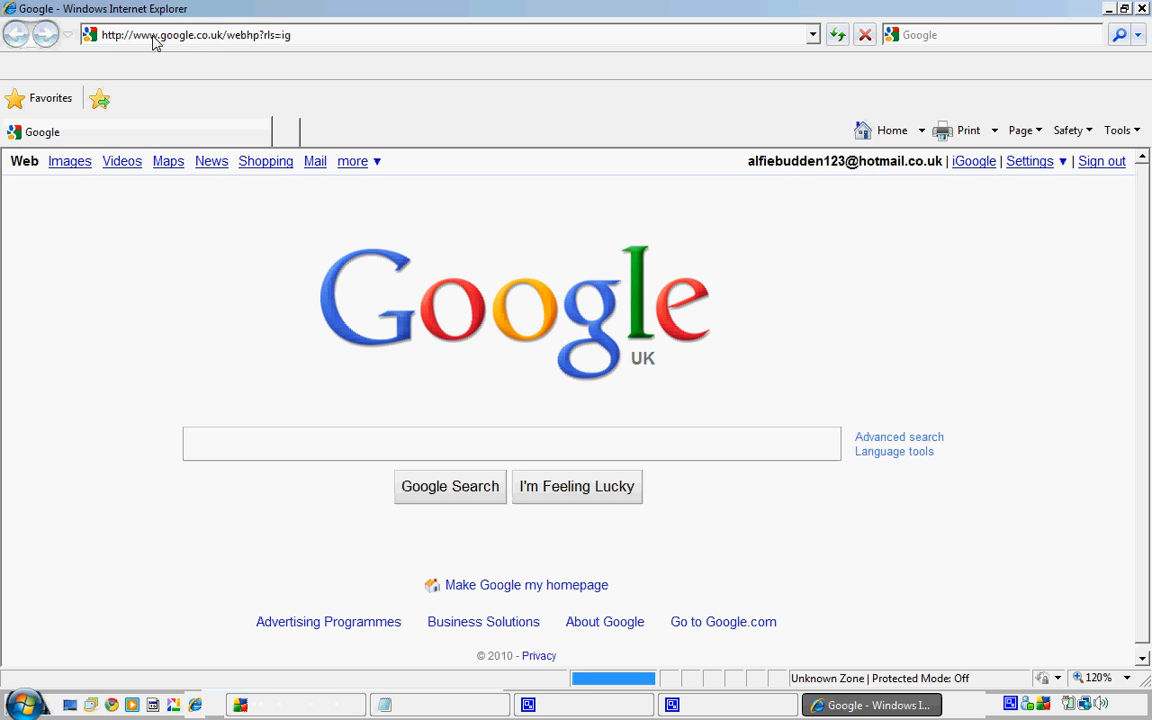 Google - Windows Internet Explorer
http://www.google.co.uk/webhp?rls=ig
Google
Favorites
Google
Home Print Page Safety Tools
Web Images Videos Maps News Shopping Mail more ▼
alfiebudden123@hotmail.co.uk | iGoogle | Settings ▼ | Sign out
Google
UK
Advanced search
Language tools
Google Search I'm Feeling Lucky
Make Google my homepage
Advertising Programmes Business Solutions About Google Go to Google.com
© 2010 - Privacy
Unknown Zone | Protected Mode: Off 120%
Google - Windows I...